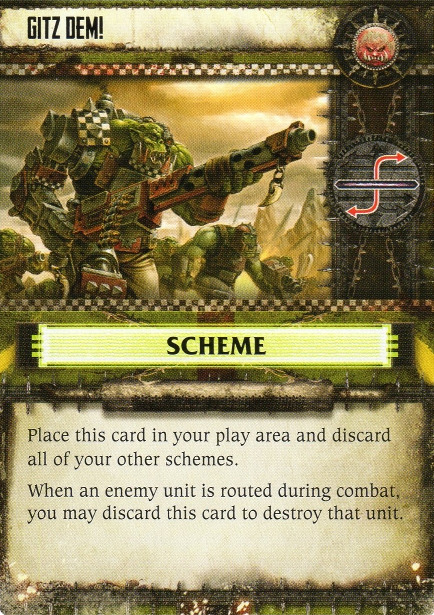 GITZ DEM!
SCHEME
Place this card in your play area and discard
all of your other schemes.
When an enemy unit is routed during combat,
you may discard this card to destroy that unit.